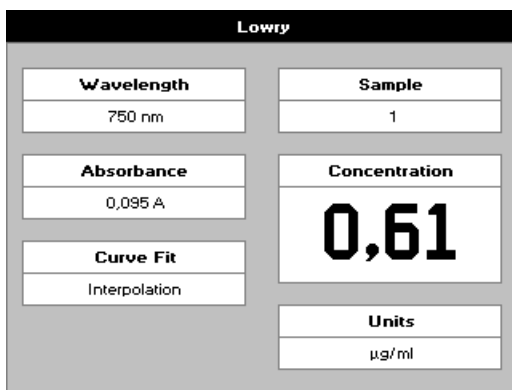 Lowry
Wavelength
750 nm
Absorbance
0,095 A
Curve Fit
Interpolation
Sample
1
Concentration
0,61
Units
µg/ml